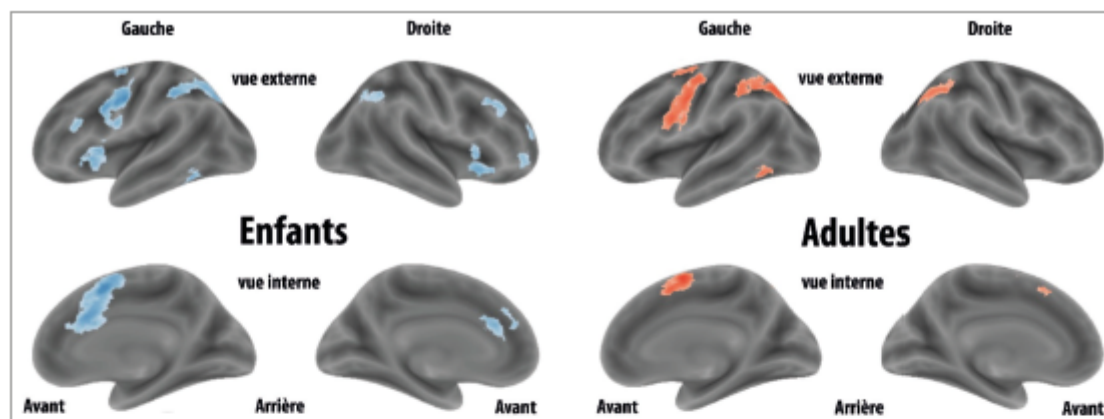 Gauche Droite Gauche Droite
vue externe vue externe
Enfants Adultes
vue interne vue interne
Avant Arrière Avant Avant Arrière Avant